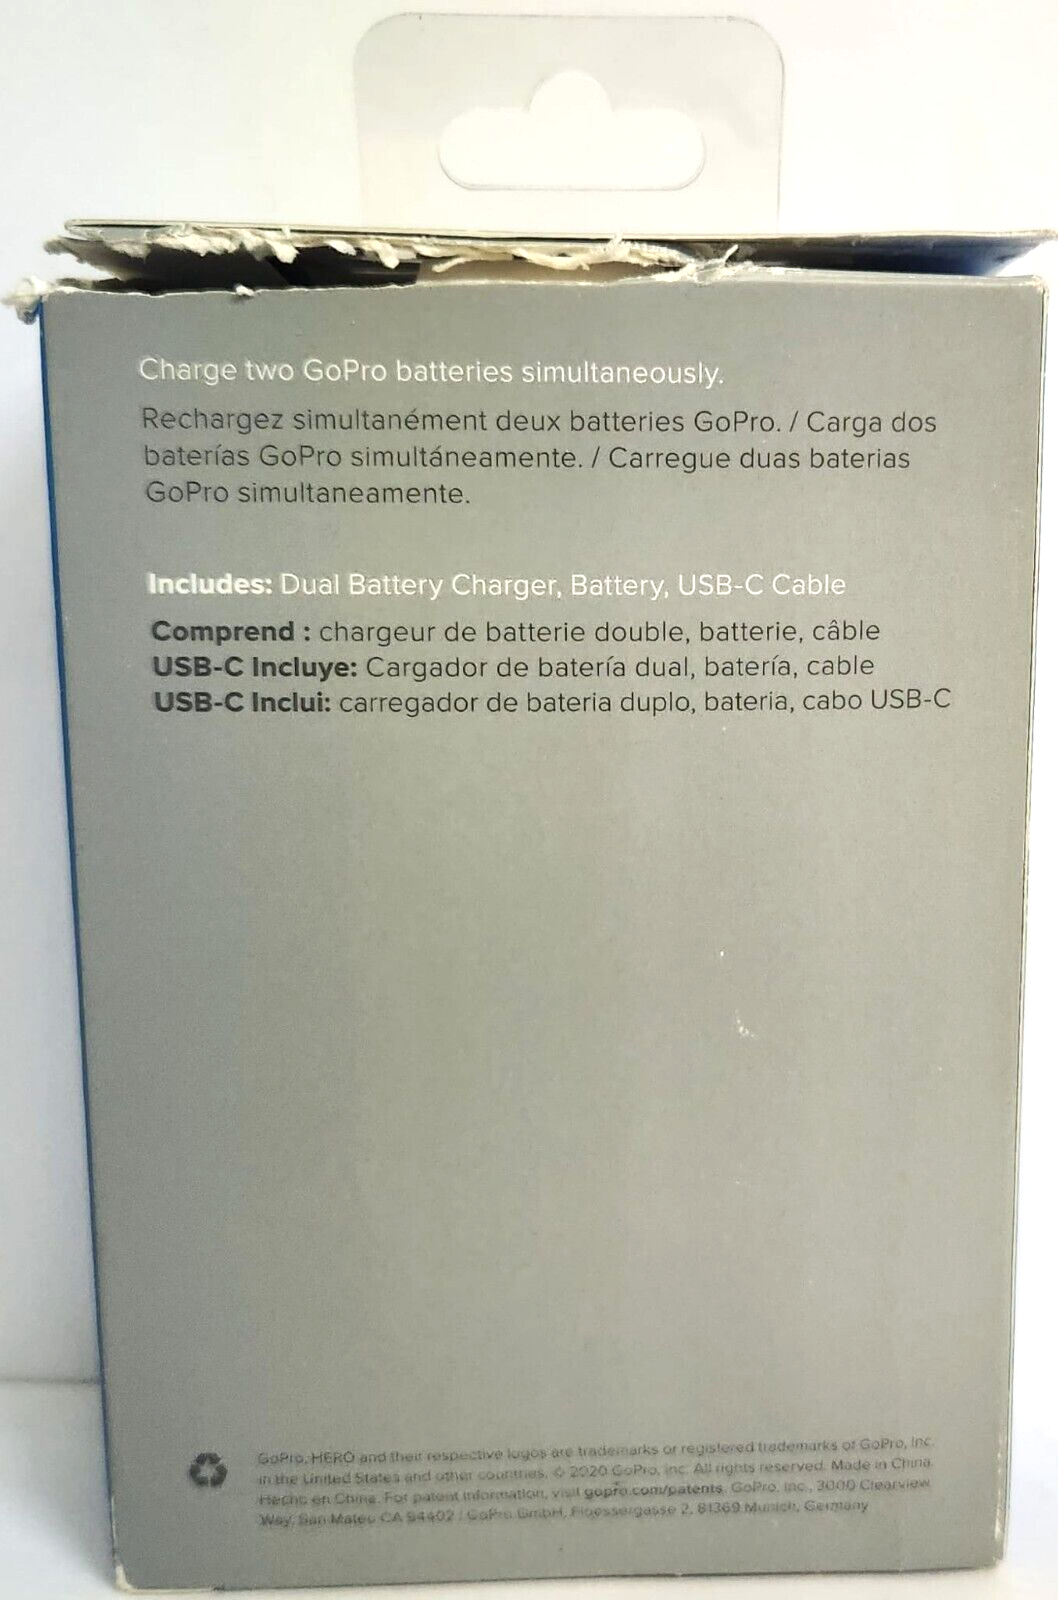 Charge two GoPro batteries simultaneously.
Rechargez simultanément deux batteries GoPro. / Carga dos
baterías GoPro simultáneamente. / Carregue duas baterias
GoPro simultaneamente.
Includes: Dual Battery Charger, Battery, USB-C Cable
Comprend : chargeur de batterie double, batterie, câble
USB-C Incluye: Cargador de batería dual, batería, cable
USB-C Inclui: carregador de bateria duplo, bateria, cabo USB-C
GoPro, HERO and their respective logos are trademarks or registered trademarks of GoPro, Inc.
in the United States and other countries. © 2020 GoPro, Inc. All rights reserved. Made in China
Hecho en China. For patent information, visit gopro.com/patents. GoPro, Inc., 3000 Clearview
Way, San Mateo CA 94402 / GoPro GmbH, Floessergasse 2, 81369 Munich, Germany